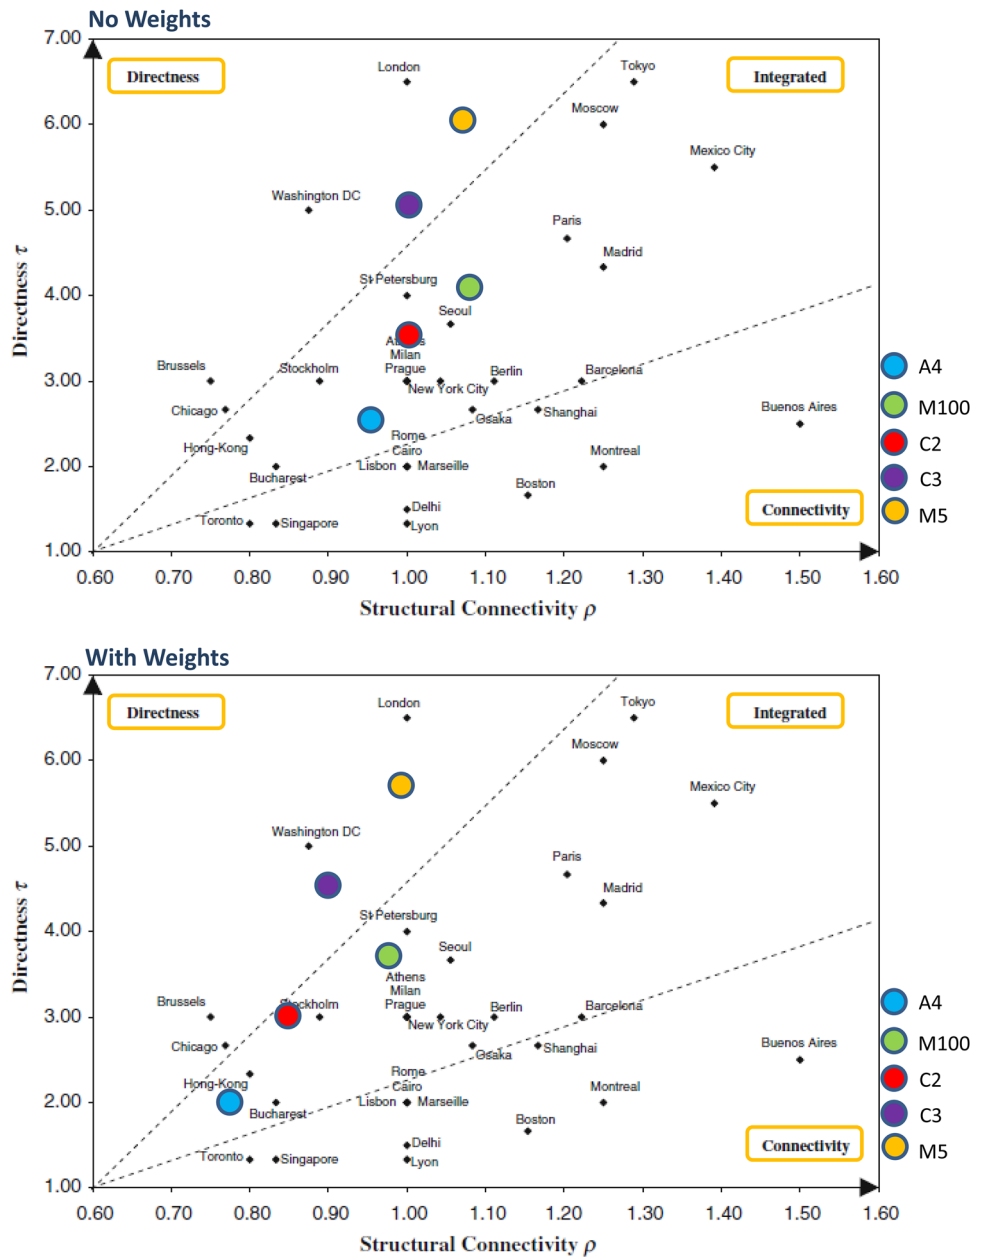 No Weights
7.00
Directness
London
Tokyo
Integrated
6.00
Moscow
Mexico City
Washington DC
5.00
Paris
Madrid
St Petersburg
4.00
Seoul
Athens
Milan
Brussels
Stockholm
Prague
Berlin
Barcelona
3.00
New York City
Chicago
Osaka
Shanghai
Buenos Aires
Hong-Kong
Rome
Cairo
2.00
Lisbon
Marseille
Montreal
Bucharest
Boston
Delhi
Connectivity
Toronto
Singapore
Lyon
1.00
0.60 0.70 0.80 0.90 1.00 1.10 1.20 1.30 1.40 1.50 1.60
Structural Connectivity ρ
Directness τ
A4
M100
C2
C3
M5
With Weights
7.00
Directness
London
Tokyo
Integrated
6.00
Moscow
Mexico City
Washington DC
5.00
Paris
Madrid
St Petersburg
4.00
Seoul
Athens
Milan
Brussels
Stockholm
Prague
Berlin
Barcelona
3.00
New York City
Chicago
Osaka
Shanghai
Buenos Aires
Hong-Kong
Rome
Cairo
2.00
Lisbon
Marseille
Montreal
Bucharest
Boston
Delhi
Connectivity
Toronto
Singapore
Lyon
1.00
0.60 0.70 0.80 0.90 1.00 1.10 1.20 1.30 1.40 1.50 1.60
Structural Connectivity ρ
Directness τ
A4
M100
C2
C3
M5